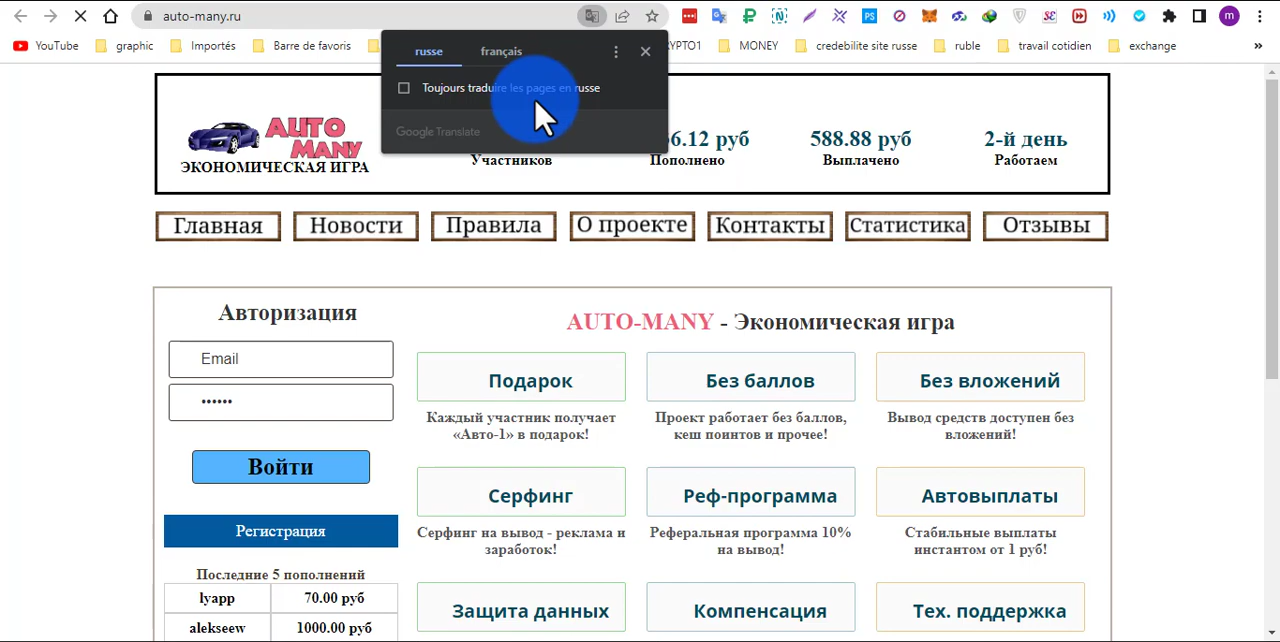 auto-many.ru
YouTube
graphic
Importés
Barre de favoris
CRYPTO1
MONEY
credebilite site russe
ruble
travail cotidien
exchange
»
russe
français
Toujours traduire les pages en russe
Google Translate
AUTO
MANY
ЭКОНОМИЧЕСКАЯ ИГРА
Участников
6.12 руб
Пополнено
588.88 руб
Выплачено
2-й день
Работаем
Главная
Новости
Правила
О проекте
Контакты
Статистика
Отзывы
Авторизация
Email
••••••
Войти
Регистрация
Последние 5 пополнений
lyapp
70.00 руб
alekseew
1000.00 руб
AUTO-MANY - Экономическая игра
Подарок
Каждый участник получает
«Авто-1» в подарок!
Без баллов
Проект работает без баллов,
кеш поинтов и прочее!
Без вложений
Вывод средств доступен без
вложений!
Серфинг
Серфинг на вывод - реклама и
заработок!
Реф-программа
Реферальная программа 10%
на вывод!
Автовыплаты
Стабильные выплаты
инстантом от 1 руб!
Защита данных
Компенсация
Тех. поддержка